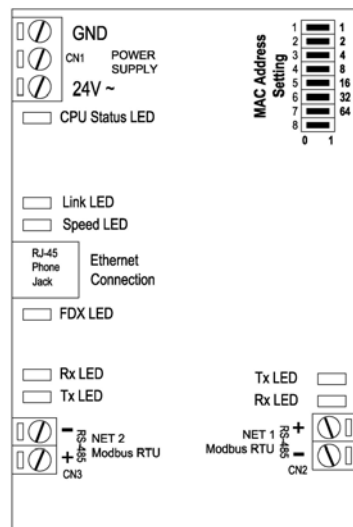 GND
CN1 POWER
SUPPLY
24V ~
CPU Status LED
MAC Address
Setting
1 1
2 2
3 4
4 8
5 16
6 32
7 64
8
0 1
Link LED
Speed LED
RJ-45
Phone
Jack
Ethernet
Connection
FDX LED
Rx LED
Tx LED
- NET 2
+ Modbus RTU
RS-485
CN3
Tx LED
Rx LED
NET 1 +
Modbus RTU -
RS-485
CN2